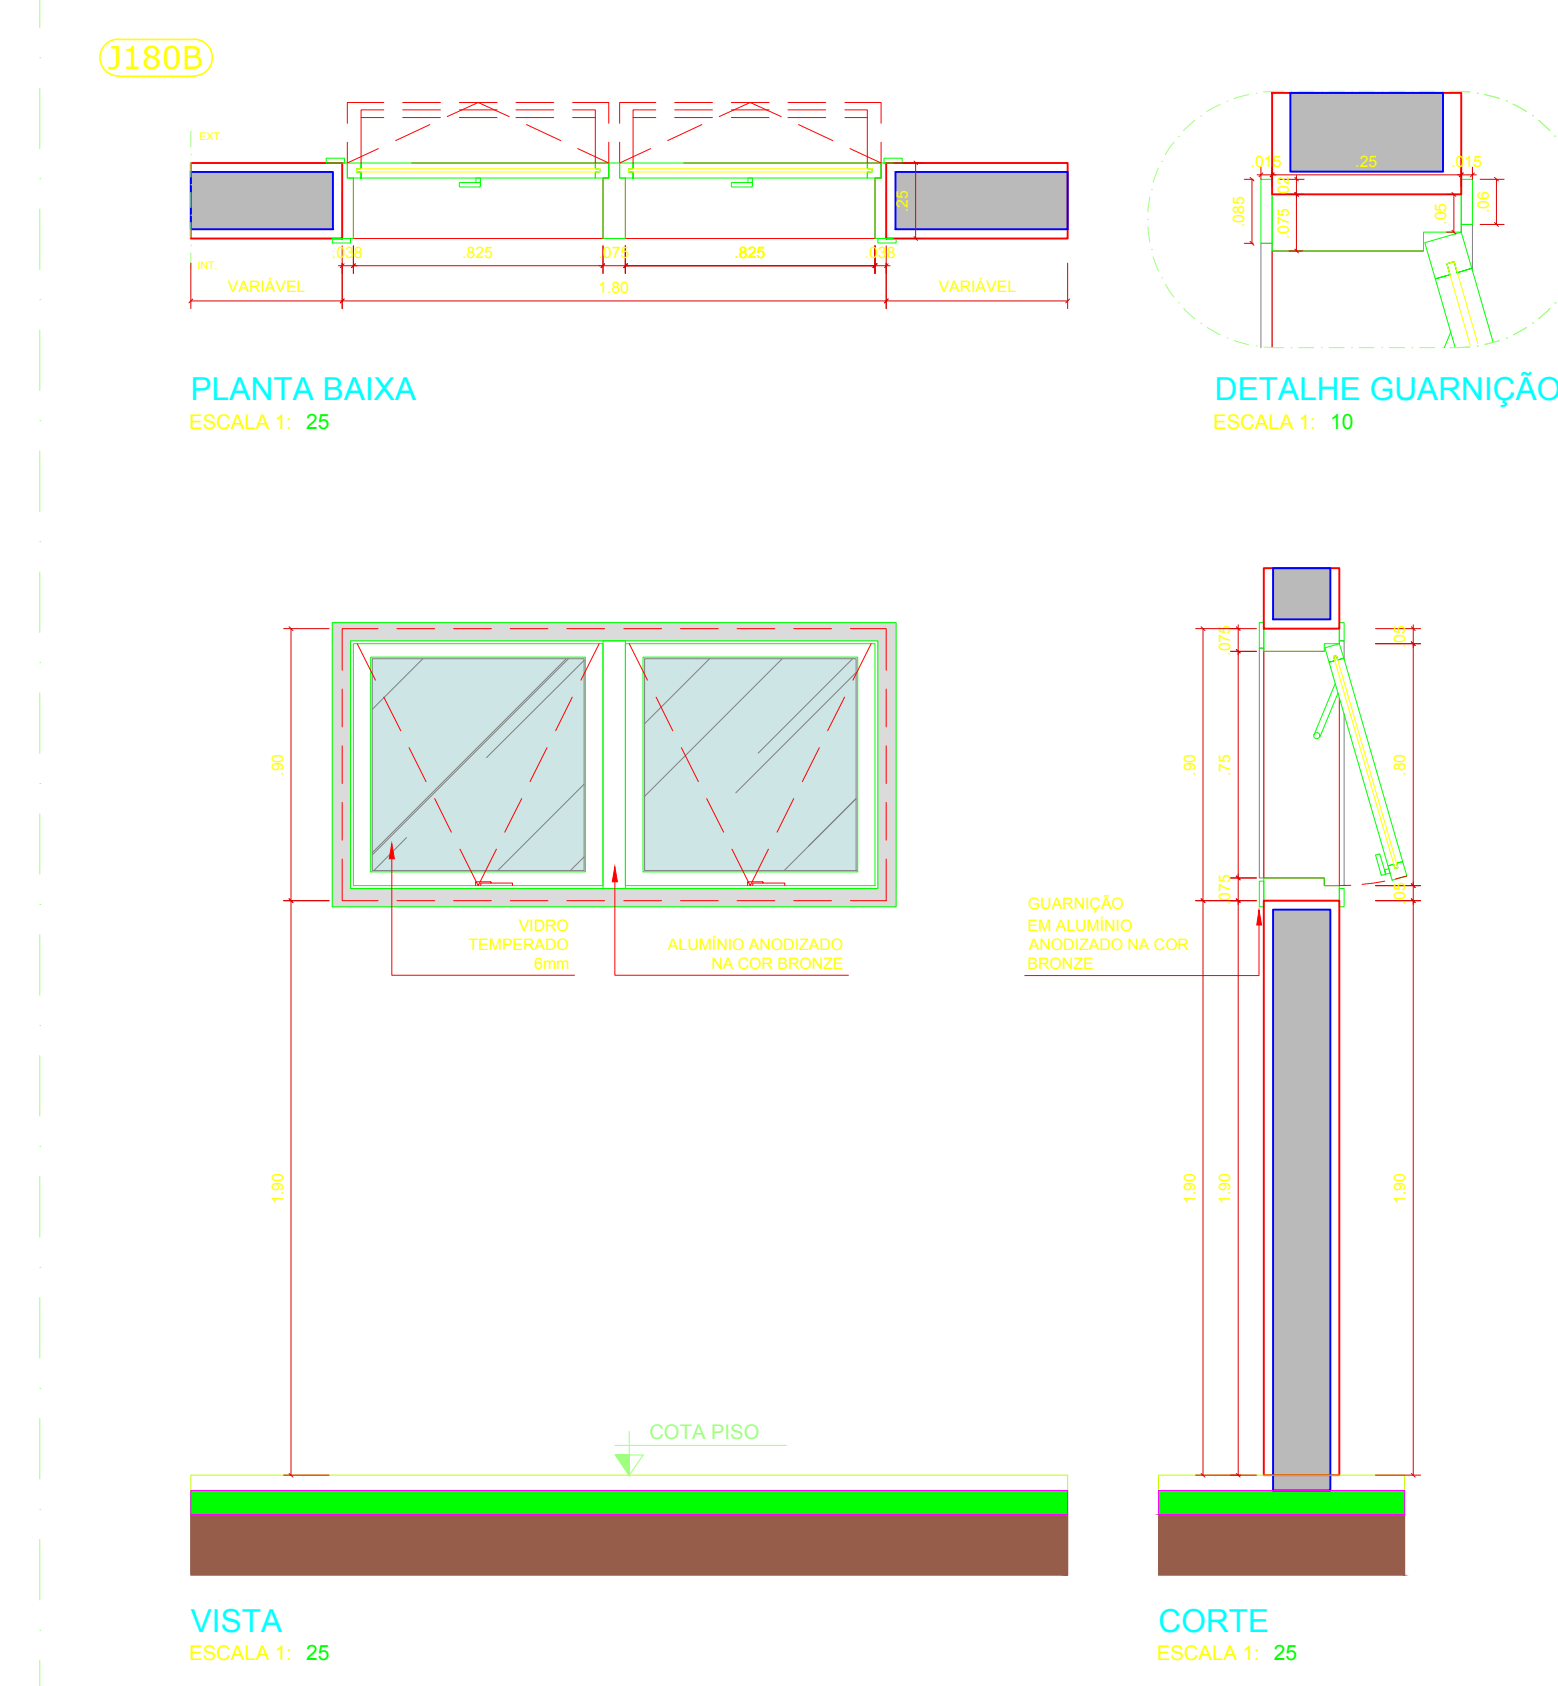 J180B
EXT.
.25
.038
.825
.075
.825
.038
INT.
VARIÁVEL
1.80
VARIÁVEL
PLANTA BAIXA
ESCALA 1: 25
.015
.25
.015
.02
.085
.075
.05
.06
DETALHE GUARNIÇÃO
ESCALA 1: 10
.90
VIDRO
TEMPERADO
6mm
ALUMÍNIO ANODIZADO
NA COR BRONZE
1.90
COTA PISO
VISTA
ESCALA 1: 25
.075
.05
.90
.75
.80
.075
.05
GUARNIÇÃO
EM ALUMÍNIO
ANODIZADO NA COR
BRONZE
1.90
1.90
1.90
CORTE
ESCALA 1: 25